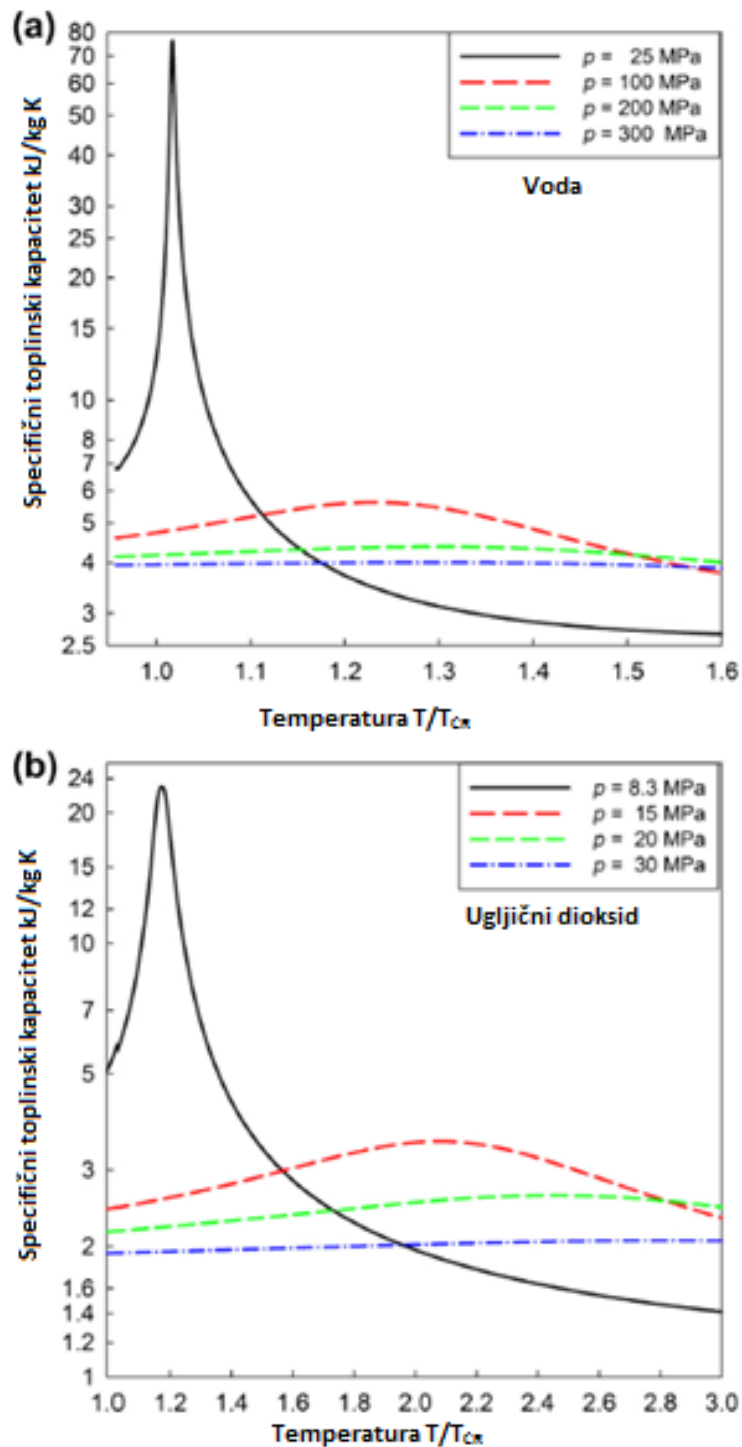 (a)
Specifični toplinski kapacitet kJ/kg K
80
70
60
50
40
30
25
20
15
10
8
7
6
5
4
3
2.5
p = 25 MPa
p = 100 MPa
p = 200 MPa
p = 300 MPa
Voda
1.0 1.1 1.2 1.3 1.4 1.5 1.6
Temperatura T/T
(b)
Specifični toplinski kapacitet kJ/kg K
24
20
15
12
10
7
5
3
2
1.6
1.4
1.2
1
p = 8.3 MPa
p = 15 MPa
p = 20 MPa
p = 30 MPa
Ugljični dioksid
1.0 1.2 1.4 1.6 1.8 2.0 2.2 2.4 2.6 2.8 3.0
Temperatura T/T